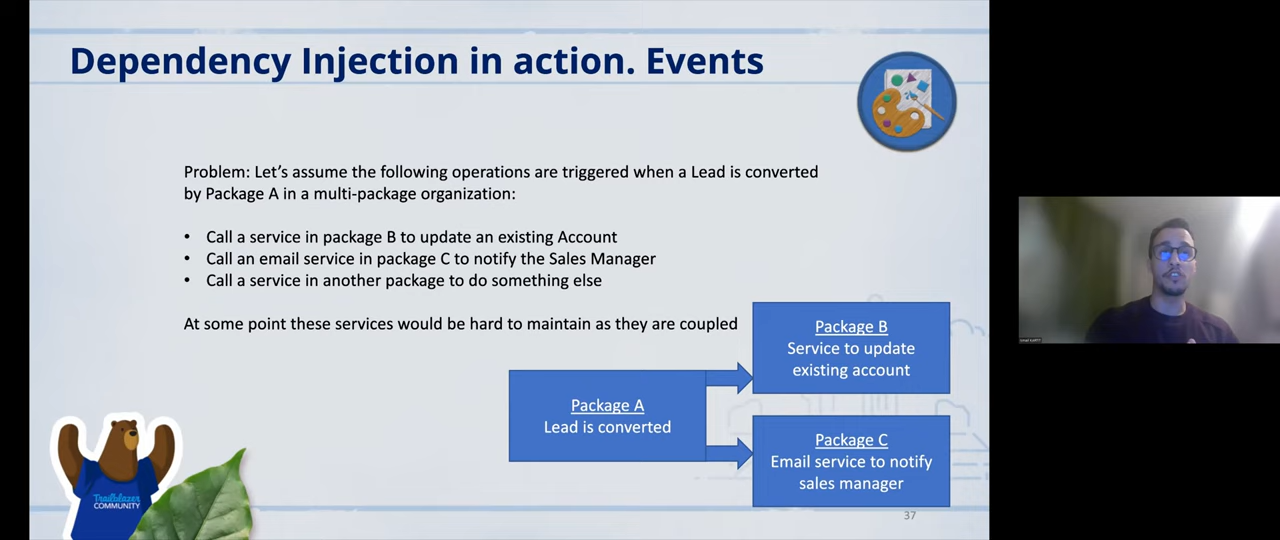 Dependency Injection in action. Events
Problem: Let's assume the following operations are triggered when a Lead is converted
by Package A in a multi-package organization:
• Call a service in package B to update an existing Account
• Call an email service in package C to notify the Sales Manager
• Call a service in another package to do something else
At some point these services would be hard to maintain as they are coupled
Package B
Service to update
existing account
Package A
Lead is converted
Package C
Email service to notify
sales manager
Trailblazer
COMMUNITY
37